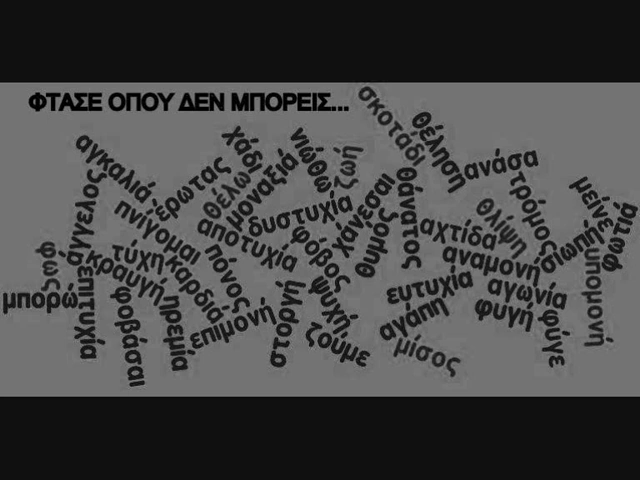 ΦΤΑΣΕ ΟΠΟΥ ΔΕΝ ΜΠΟΡΕΙΣ...
σκοτάδι
θέληση
ανάσα
αγκαλιά
έρωτας
χάδι
θέλω
μοναξιά
νιώθω
ζωή
τρόμος
μείνε
φωτιά
άγγελος
πνίγομαι
αποτυχία
δυστυχία
χάνεσαι
θάνατος
αχτίδα
θλίψη
σιωπή
φως
τύχη
κραυγή
καρδιά
πόνος
φόβος
θυμός
αναμονή
υπομονή
μπορώ
επιτυχία
φοβάσαι
ηρεμία
επιμονή
στοργή
ψυχή
ζούμε
ευτυχία
αγάπη
μίσος
αγωνία
φυγή
φύγε